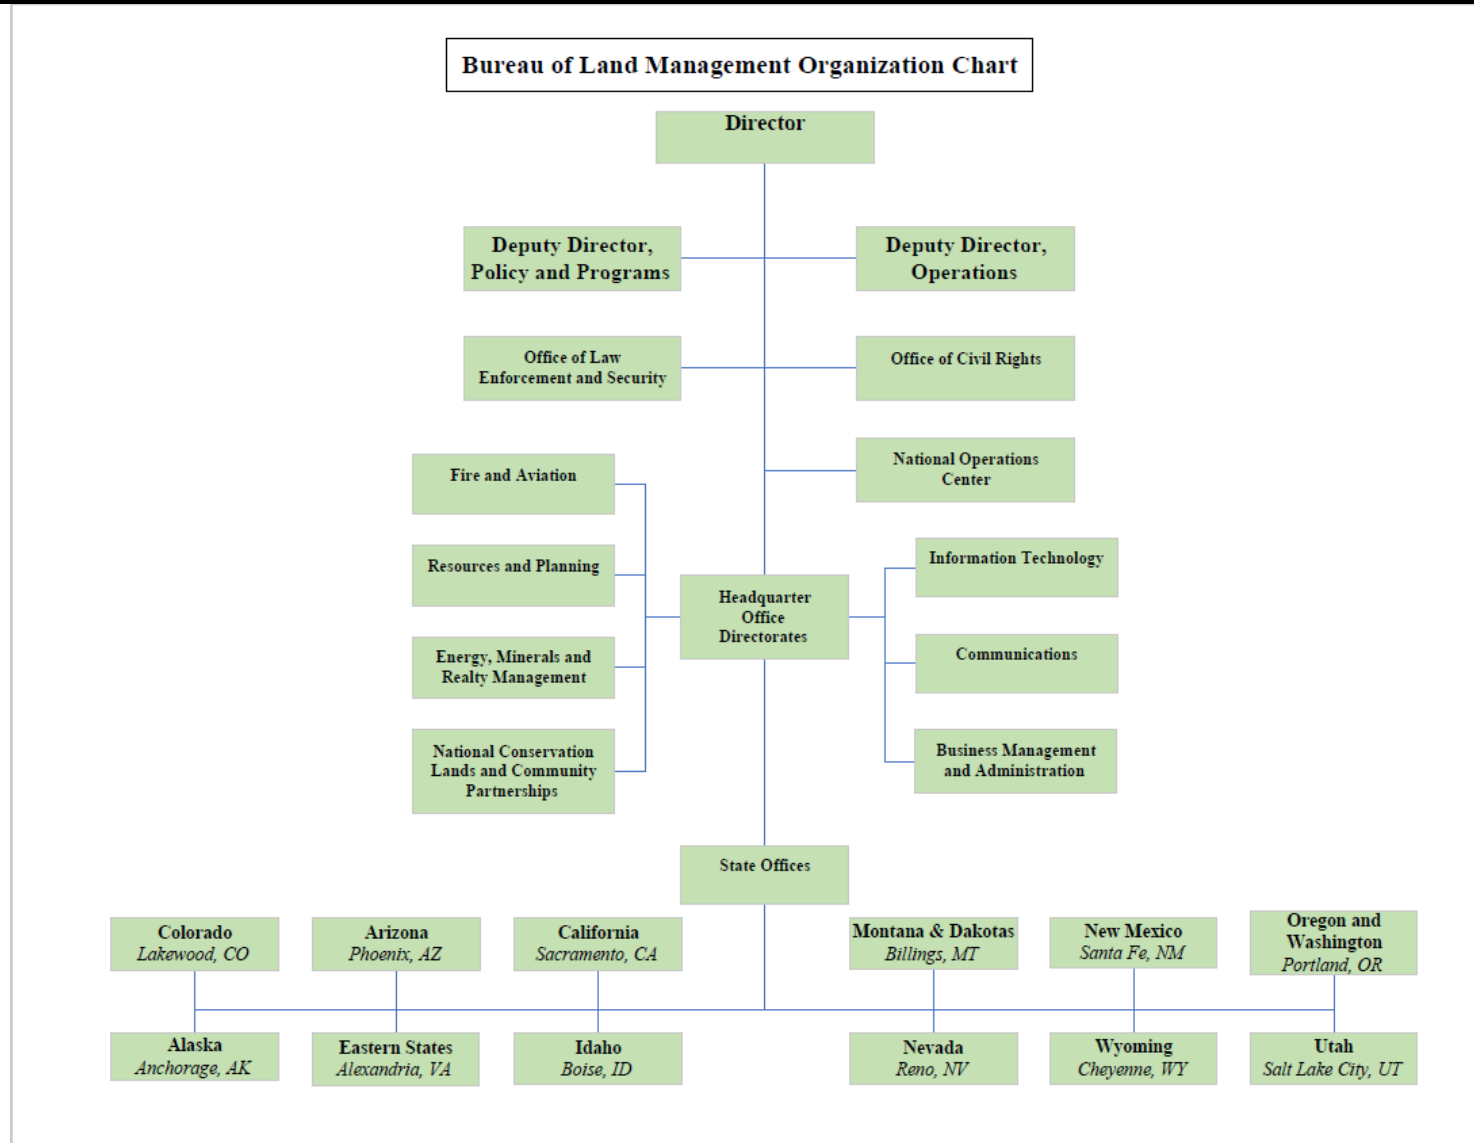 Bureau of Land Management Organization Chart
Director
Deputy Director,
Policy and Programs
Deputy Director,
Operations
Office of Law
Enforcement and Security
Office of Civil Rights
National Operations
Center
Fire and Aviation
Resources and Planning
Energy, Minerals and
Realty Management
National Conservation
Lands and Community
Partnerships
Headquarter
Office
Directorates
Information Technology
Communications
Business Management
and Administration
State Offices
Colorado
Lakewood, CO
Arizona
Phoenix, AZ
California
Sacramento, CA
Montana & Dakotas
Billings, MT
New Mexico
Santa Fe, NM
Oregon and
Washington
Portland, OR
Alaska
Anchorage, AK
Eastern States
Alexandria, VA
Idaho
Boise, ID
Nevada
Reno, NV
Wyoming
Cheyenne, WY
Utah
Salt Lake City, UT